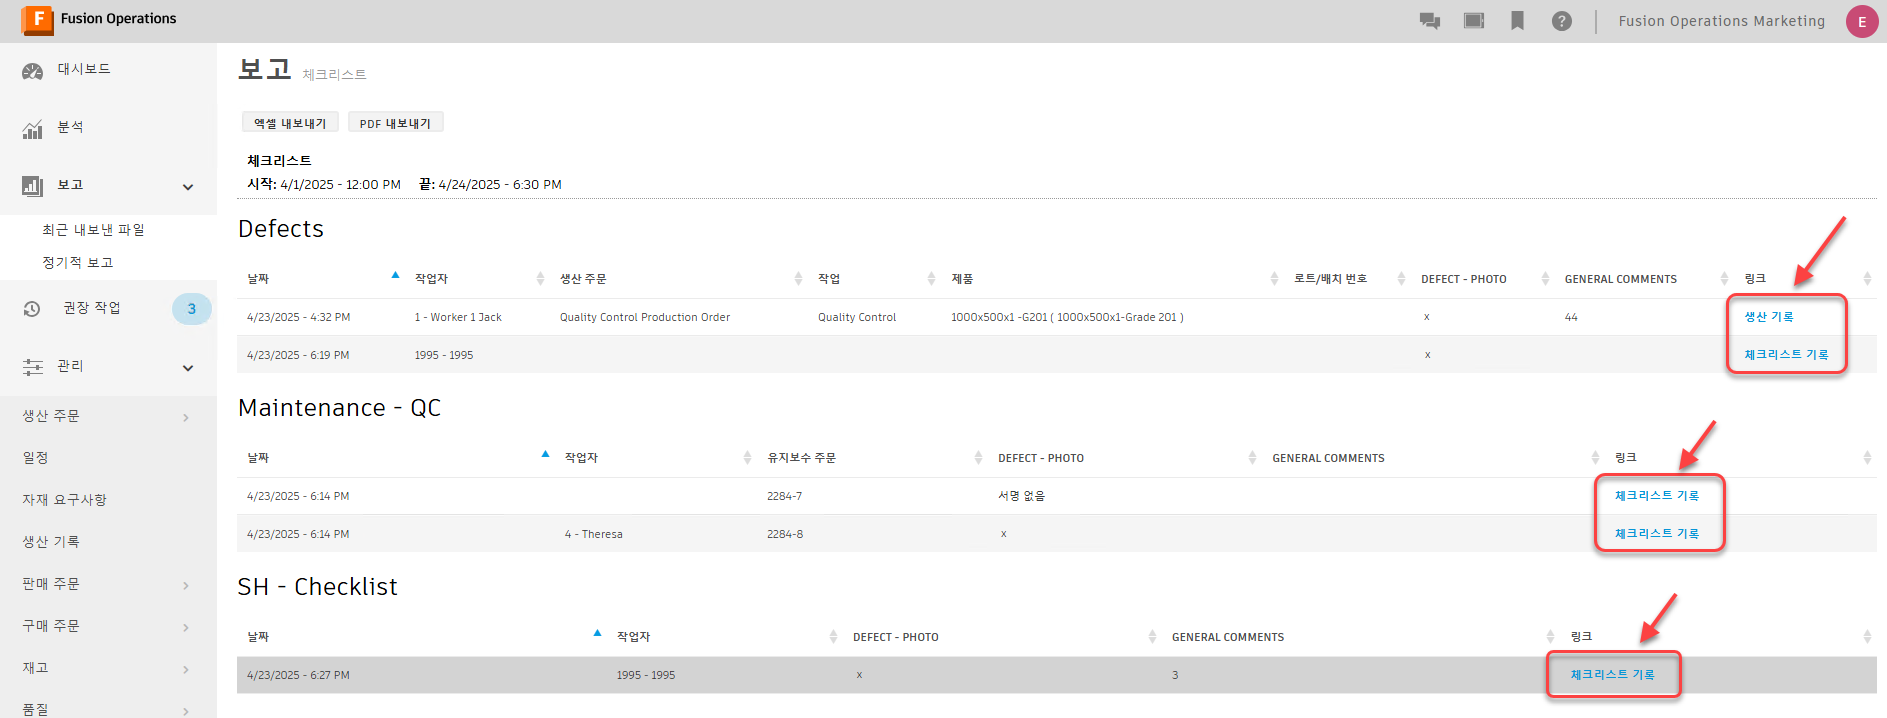 F Fusion Operations
? Fusion Operations Marketing E
대시보드
분석
보고
최근 내보낸 파일
정기적 보고
권장 작업 3
관리
생산 주문
일정
자재 요구사항
생산 기록
판매 주문
구매 주문
재고
품질
보고 체크리스트
엑셀 내보내기 PDF 내보내기
체크리스트
시작: 4/1/2025 - 12:00 PM 끝: 4/24/2025 - 6:30 PM
Defects
날짜 작업자 생산 주문 작업 제품 로트/배치 번호 DEFECT - PHOTO GENERAL COMMENTS 링크
4/23/2025 - 4:32 PM 1 - Worker 1 Jack Quality Control Production Order Quality Control 1000x500x1 -G201 ( 1000x500x1-Grade 201 ) x 44 생산 기록
4/23/2025 - 6:19 PM 1995 - 1995 x 체크리스트 기록
Maintenance - QC
날짜 작업자 유지보수 주문 DEFECT - PHOTO GENERAL COMMENTS 링크
4/23/2025 - 6:14 PM 2284-7 서명 없음 체크리스트 기록
4/23/2025 - 6:14 PM 4 - Theresa 2284-8 x 체크리스트 기록
SH - Checklist
날짜 작업자 DEFECT - PHOTO GENERAL COMMENTS 링크
4/23/2025 - 6:27 PM 1995 - 1995 x 3 체크리스트 기록